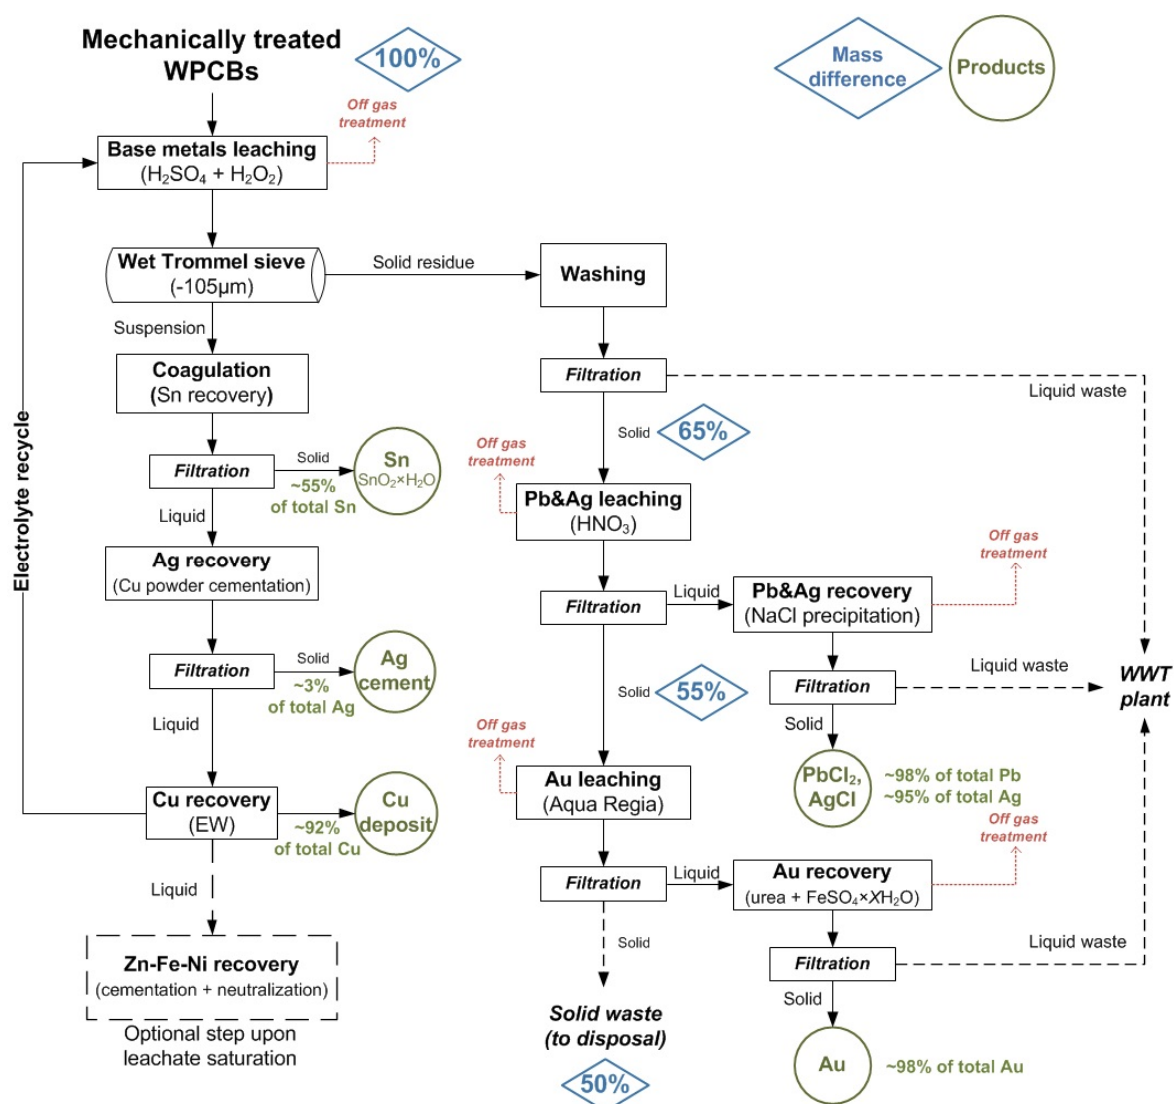 Mechanically treated
WPCBs
100%
Mass
difference
Products
Off gas
treatment
Base metals leaching
(H₂SO₄ + H₂O₂)
Wet Trommel sieve
(-105µm)
Solid residue
Washing
Suspension
Coagulation
(Sn recovery)
Filtration
Liquid waste
Solid
65%
Electrolyte recycle
Filtration
Solid
~55%
of total Sn
Sn
SnO₂×H₂O
Off gas
treatment
Pb&Ag leaching
(HNO₃)
Liquid
Ag recovery
(Cu powder cementation)
Filtration
Liquid
Pb&Ag recovery
(NaCl precipitation)
Off gas
treatment
Filtration
Solid
~3%
of total Ag
Ag
cement
Solid
55%
Filtration
Liquid waste
WWT
plant
Liquid
Solid
Off gas
treatment
Au leaching
(Aqua Regia)
PbCl₂,
AgCl
~98% of total Pb
~95% of total Ag
Cu recovery
(EW)
~92%
of total Cu
Cu
deposit
Off gas
treatment
Filtration
Liquid
Au recovery
(urea + FeSO₄×XH₂O)
Liquid
Solid
Filtration
Liquid waste
Zn-Fe-Ni recovery
(cementation + neutralization)
Optional step upon
leachate saturation
Solid waste
(to disposal)
50%
Solid
Au
~98% of total Au